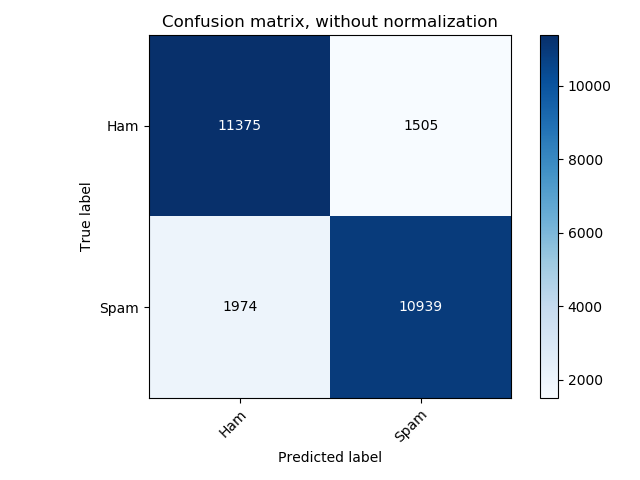 Confusion matrix, without normalization
True label
Ham
11375
1505
Spam
1974
10939
Ham
Spam
Predicted label
10000
8000
6000
4000
2000